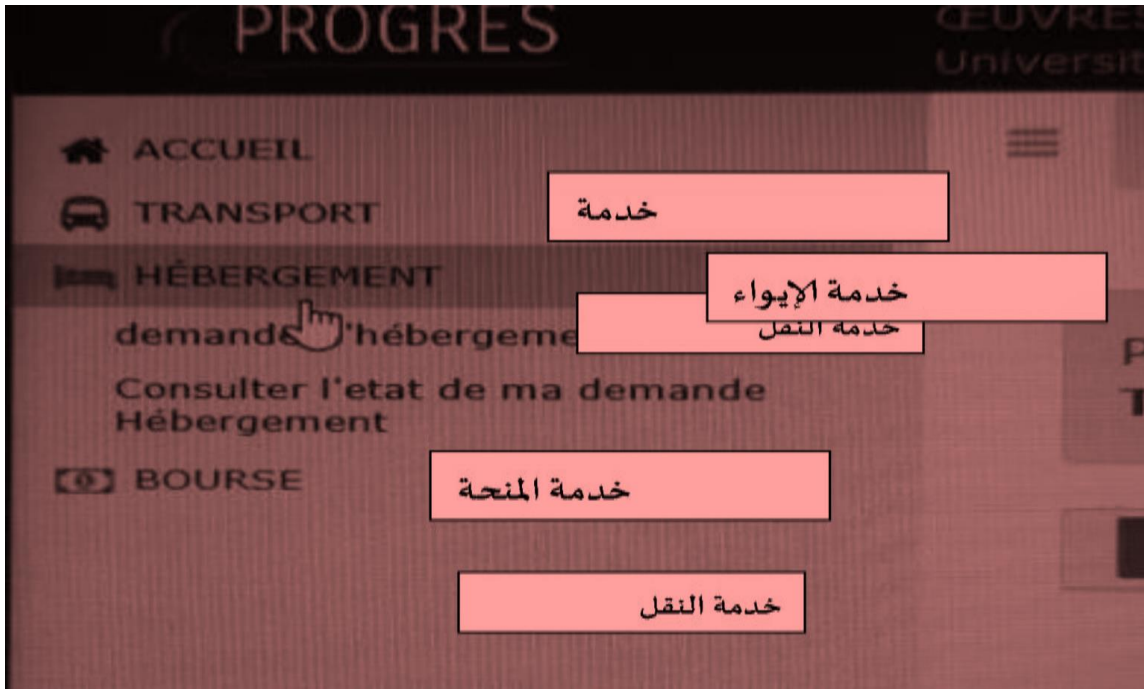 PROGRES
ŒUVRES
Universit
ACCUEIL
TRANSPORT
خدمة
HÉBERGEMENT
خدمة الإيواء
خدمة النقل
Consulter l'etat de ma demande
Hébergement
BOURSE
خدمة المنحة
خدمة النقل